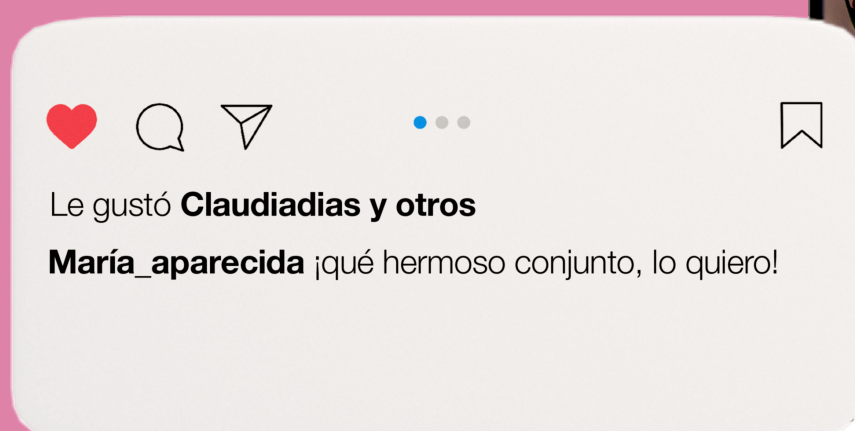 Le gustó Claudiadias y otros
María_aparecida ¡qué hermoso conjunto, lo quiero!